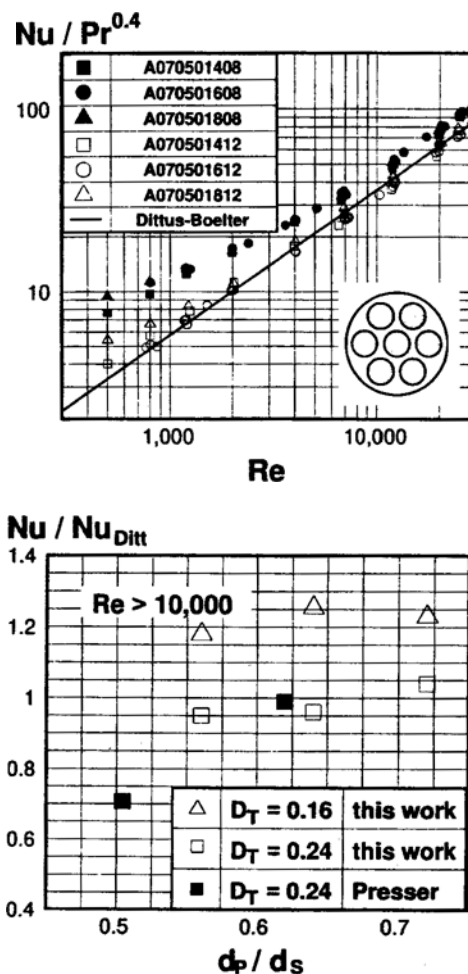 Nu / Pr^0.4
100
10
A070501408
A070501608
A070501808
A070501412
A070501612
A070501812
Dittus-Boelter
1,000
10,000
Re
Nu / Nu_Ditt
1.4
1.2
1
0.8
0.6
0.4
Re > 10,000
D_T = 0.16 this work
D_T = 0.24 this work
D_T = 0.24 Presser
0.5
0.6
0.7
d_P / d_S